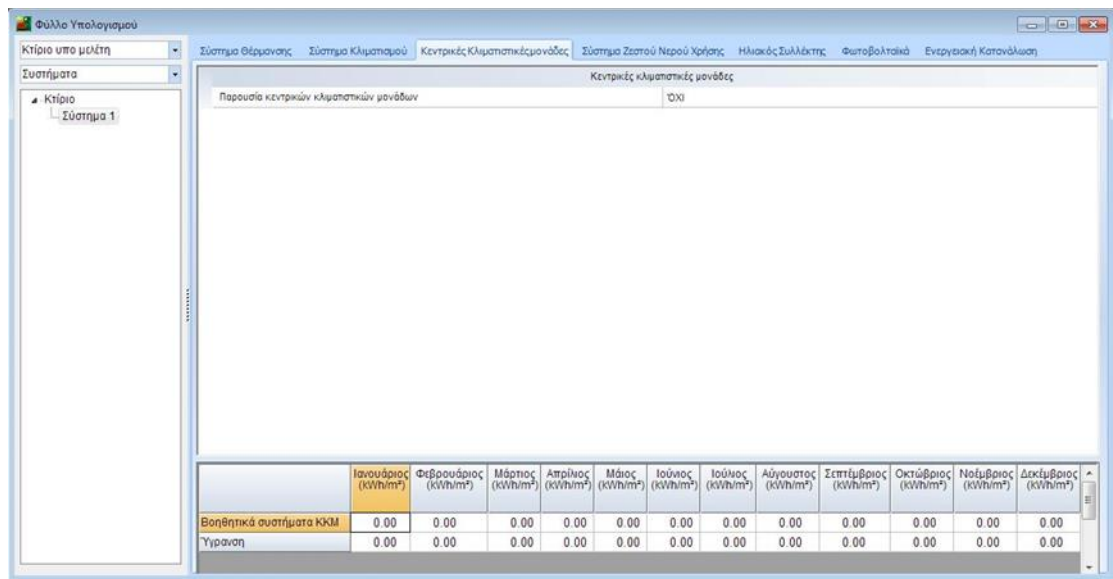 Φύλλο Υπολογισμού
Κτίριο υπο μελέτη
Συστήματα
Κτίριο
Σύστημα 1
Σύστημα Θέρμανσης Σύστημα Κλιματισμού Κεντρικές Κλιματιστικές μονάδες Σύστημα Ζεστού Νερού Χρήσης Ηλιακός Συλλέκτης Φωτοβολταϊκά Ενεργειακή Κατανάλωση
Κεντρικές κλιματιστικές μονάδες
Παρουσία κεντρικών κλιματιστικών μονάδων ΌΧΙ
Ιανουάριος Φεβρουάριος Μάρτιος Απρίλιος Μάιος Ιούνιος Ιούλιος Αύγουστος Σεπτέμβριος Οκτώβριος Νοέμβριος Δεκέμβριος
(kWh/m²) (kWh/m²) (kWh/m²) (kWh/m²) (kWh/m²) (kWh/m²) (kWh/m²) (kWh/m²) (kWh/m²) (kWh/m²) (kWh/m²) (kWh/m²)
Βοηθητικά συστήματα ΚΚΜ 0.00 0.00 0.00 0.00 0.00 0.00 0.00 0.00 0.00 0.00 0.00 0.00
Ύγρανση 0.00 0.00 0.00 0.00 0.00 0.00 0.00 0.00 0.00 0.00 0.00 0.00